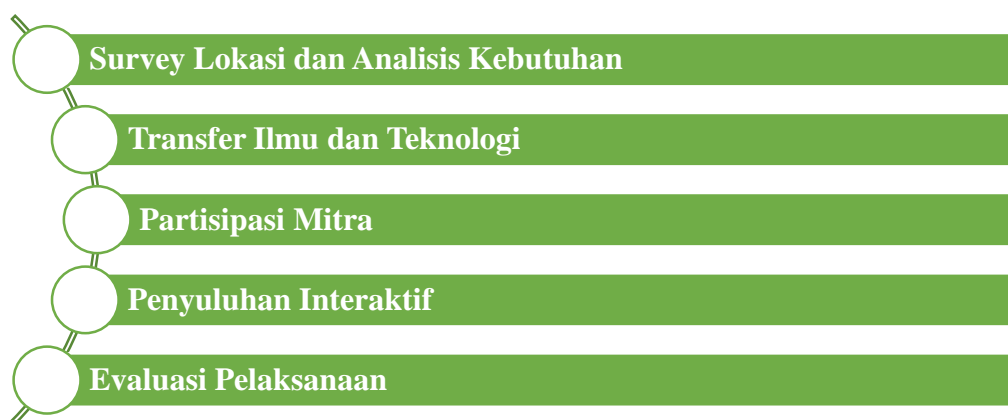 Survey Lokasi dan Analisis Kebutuhan
Transfer Ilmu dan Teknologi
Partisipasi Mitra
Penyuluhan Interaktif
Evaluasi Pelaksanaan